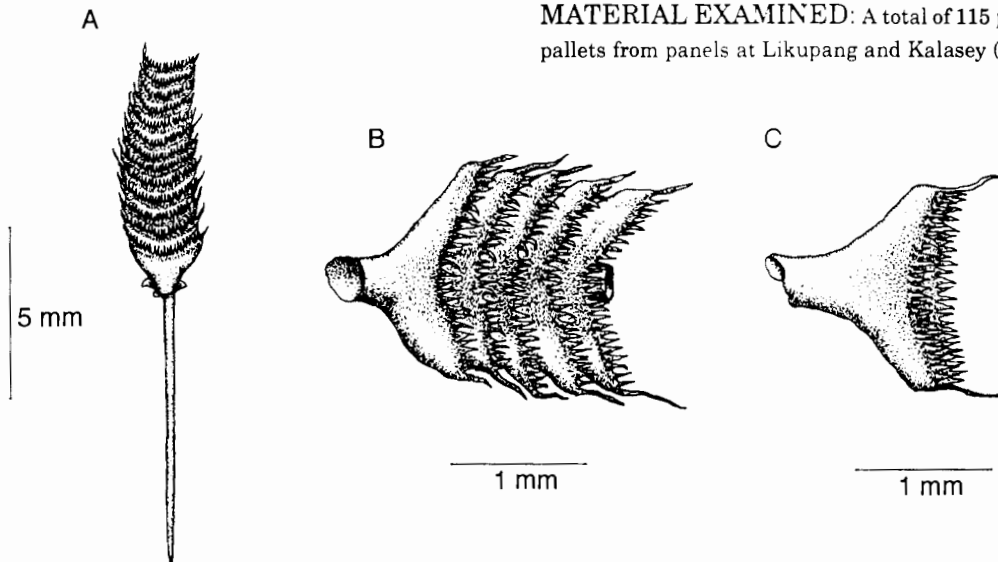 A
MATERIAL EXAMINED: A total of 115
pallets from panels at Likupang and Kalasey (
B
C
5 mm
1 mm
1 mm